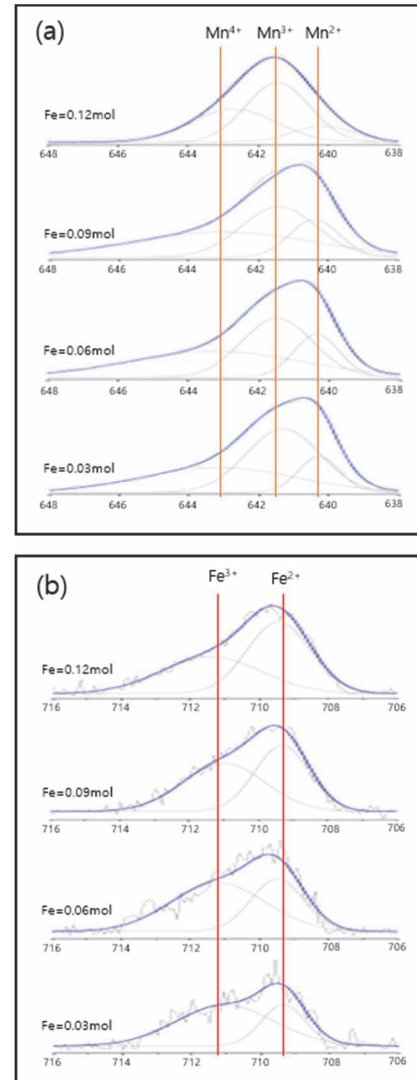 (a)
Mn⁴⁺ Mn³⁺ Mn²⁺
Fe=0.12mol
648 646 644 642 640 638
Fe=0.09mol
648 646 644 642 640 638
Fe=0.06mol
648 646 644 642 640 638
Fe=0.03mol
648 646 644 642 640 638
(b)
Fe³⁺ Fe²⁺
Fe=0.12mol
716 714 712 710 708 706
Fe=0.09mol
716 714 712 710 708 706
Fe=0.06mol
716 714 712 710 708 706
Fe=0.03mol
716 714 712 710 708 706